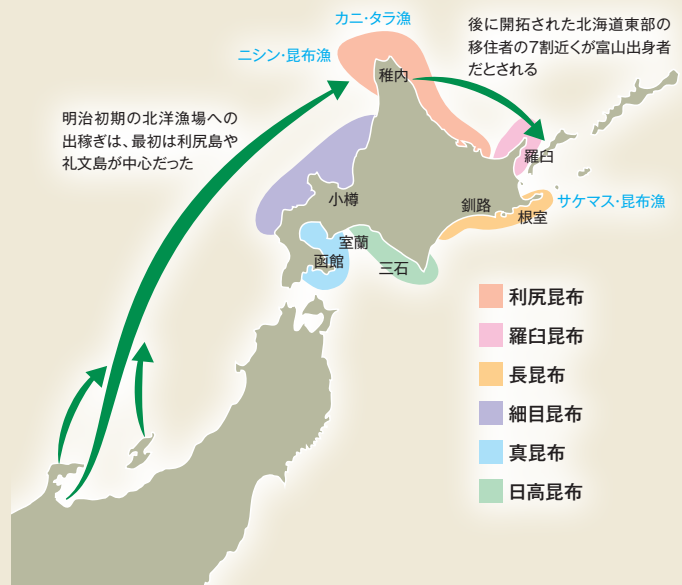 カニ・タラ漁
ニシン・昆布漁
後に開拓された北海道東部の
移住者の7割近くが富山出身者
だとされる
稚内
明治初期の北洋漁場への
出稼ぎは、最初は利尻島や
礼文島が中心だった
羅臼
小樽
釧路
サケマス・昆布漁
根室
室蘭
函館
三石
利尻昆布
羅臼昆布
長昆布
細目昆布
真昆布
日高昆布